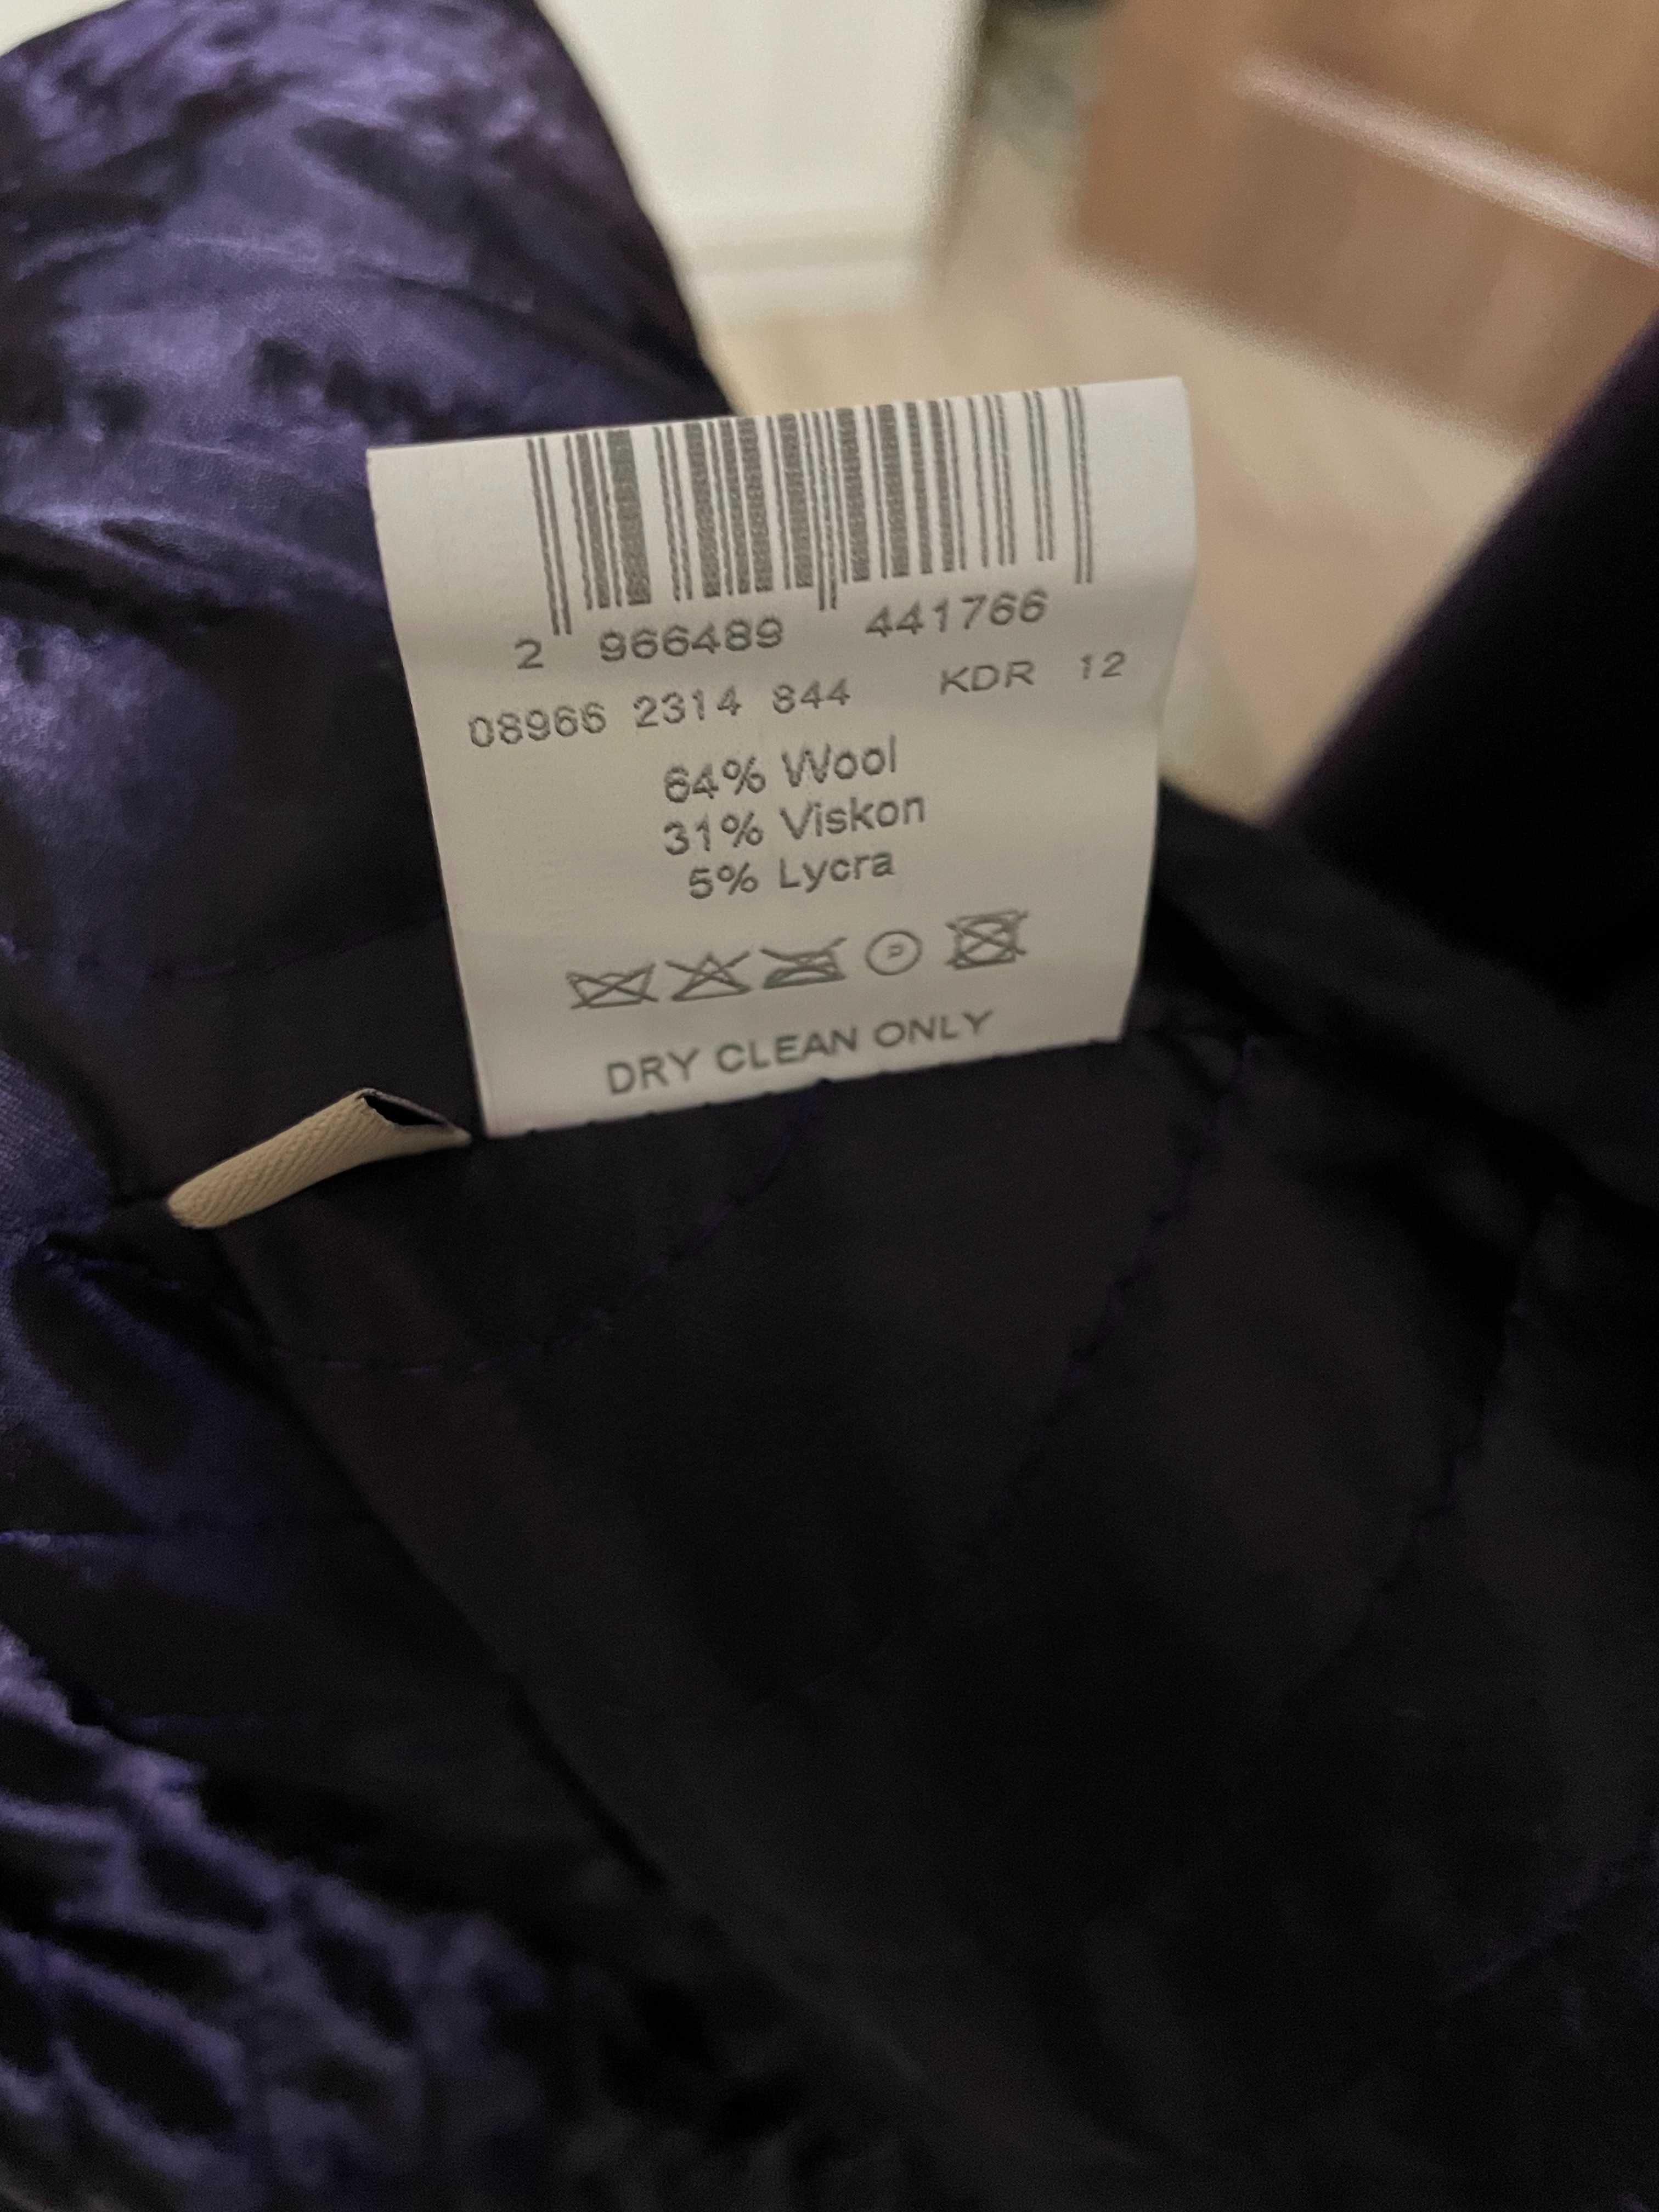 2 966489 441766
08966 2314 844 KDR 12
64% Wool
31% Viskon
5% Lycra
P
DRY CLEAN ONLY